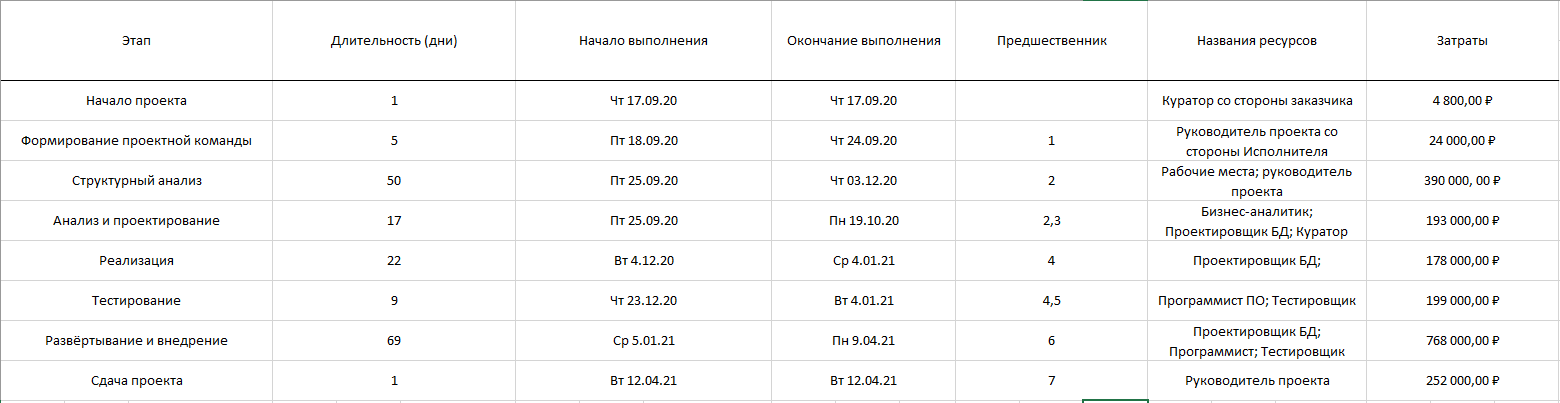 Этап Длительность (дни) Начало выполнения Окончание выполнения Предшественник Названия ресурсов Затраты
Начало проекта 1 Чт 17.09.20 Чт 17.09.20 Куратор со стороны заказчика 4 800,00 ₽
Формирование проектной команды 5 Пт 18.09.20 Чт 24.09.20 1 Руководитель проекта со
стороны Исполнителя 24 000,00 ₽
Структурный анализ 50 Пт 25.09.20 Чт 03.12.20 2 Рабочие места; руководитель
проекта 390 000, 00 ₽
Анализ и проектирование 17 Пт 25.09.20 Пн 19.10.20 2,3 Бизнес-аналитик;
Проектировщик БД; Куратор 193 000,00 ₽
Реализация 22 Вт 4.12.20 Ср 4.01.21 4 Проектировщик БД; 178 000,00 ₽
Тестирование 9 Чт 23.12.20 Вт 4.01.21 4,5 Программист ПО; Тестировщик 199 000,00 ₽
Развёртывание и внедрение 69 Ср 5.01.21 Пн 9.04.21 6 Проектировщик БД;
Программист; Тестировщик 768 000,00 ₽
Сдача проекта 1 Вт 12.04.21 Вт 12.04.21 7 Руководитель проекта 252 000,00 ₽